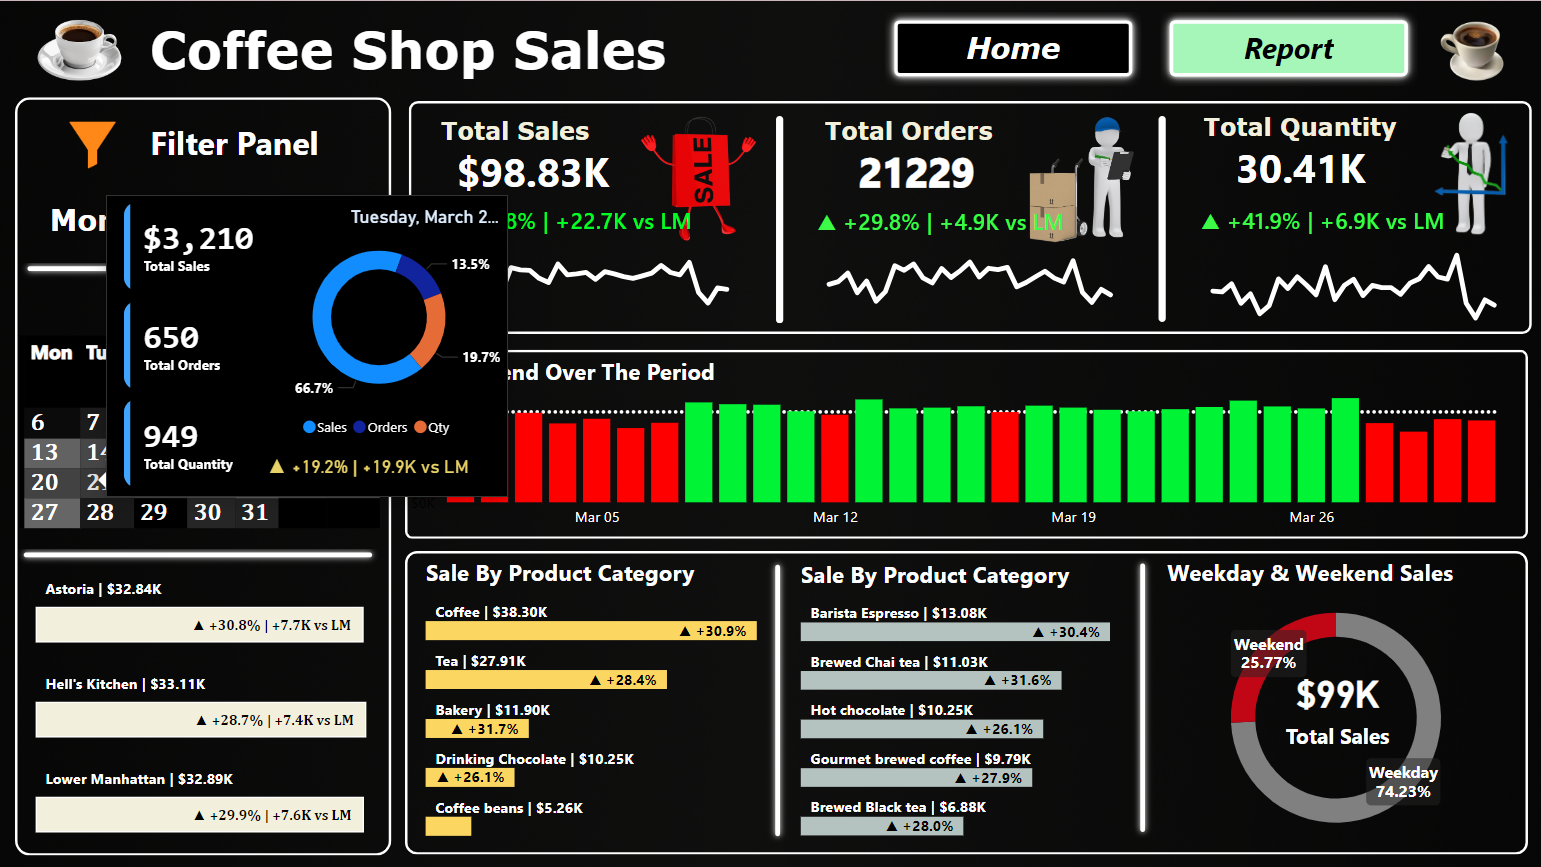 Coffee Shop Sales
Home
Report
Filter Panel
Total Sales
$98.83K
8% | +22.7K vs LM
SALE
Total Orders
21229
▲ +29.8% | +4.9K vs LM
Total Quantity
30.41K
▲ +41.9% | +6.9K vs LM
Tuesday, March 2...
$3,210
Total Sales
650
Total Orders
949
Total Quantity
13.5%
19.7%
66.7%
Sales Orders Qty
▲ +19.2% | +19.9K vs LM
Mon
6 7
13
20
27 28 29 30 31
Over The Period
Mar 05 Mar 12 Mar 19 Mar 26
Astoria | $32.84K
▲ +30.8% | +7.7K vs LM
Hell's Kitchen | $33.11K
▲ +28.7% | +7.4K vs LM
Lower Manhattan | $32.89K
▲ +29.9% | +7.6K vs LM
Sale By Product Category
Coffee | $38.30K
▲ +30.9%
Tea | $27.91K
▲ +28.4%
Bakery | $11.90K
▲ +31.7%
Drinking Chocolate | $10.25K
▲ +26.1%
Coffee beans | $5.26K
Sale By Product Category
Barista Espresso | $13.08K
▲ +30.4%
Brewed Chai tea | $11.03K
▲ +31.6%
Hot chocolate | $10.25K
▲ +26.1%
Gourmet brewed coffee | $9.79K
▲ +27.9%
Brewed Black tea | $6.88K
▲ +28.0%
Weekday & Weekend Sales
Weekend
25.77%
$99K
Total Sales
Weekday
74.23%